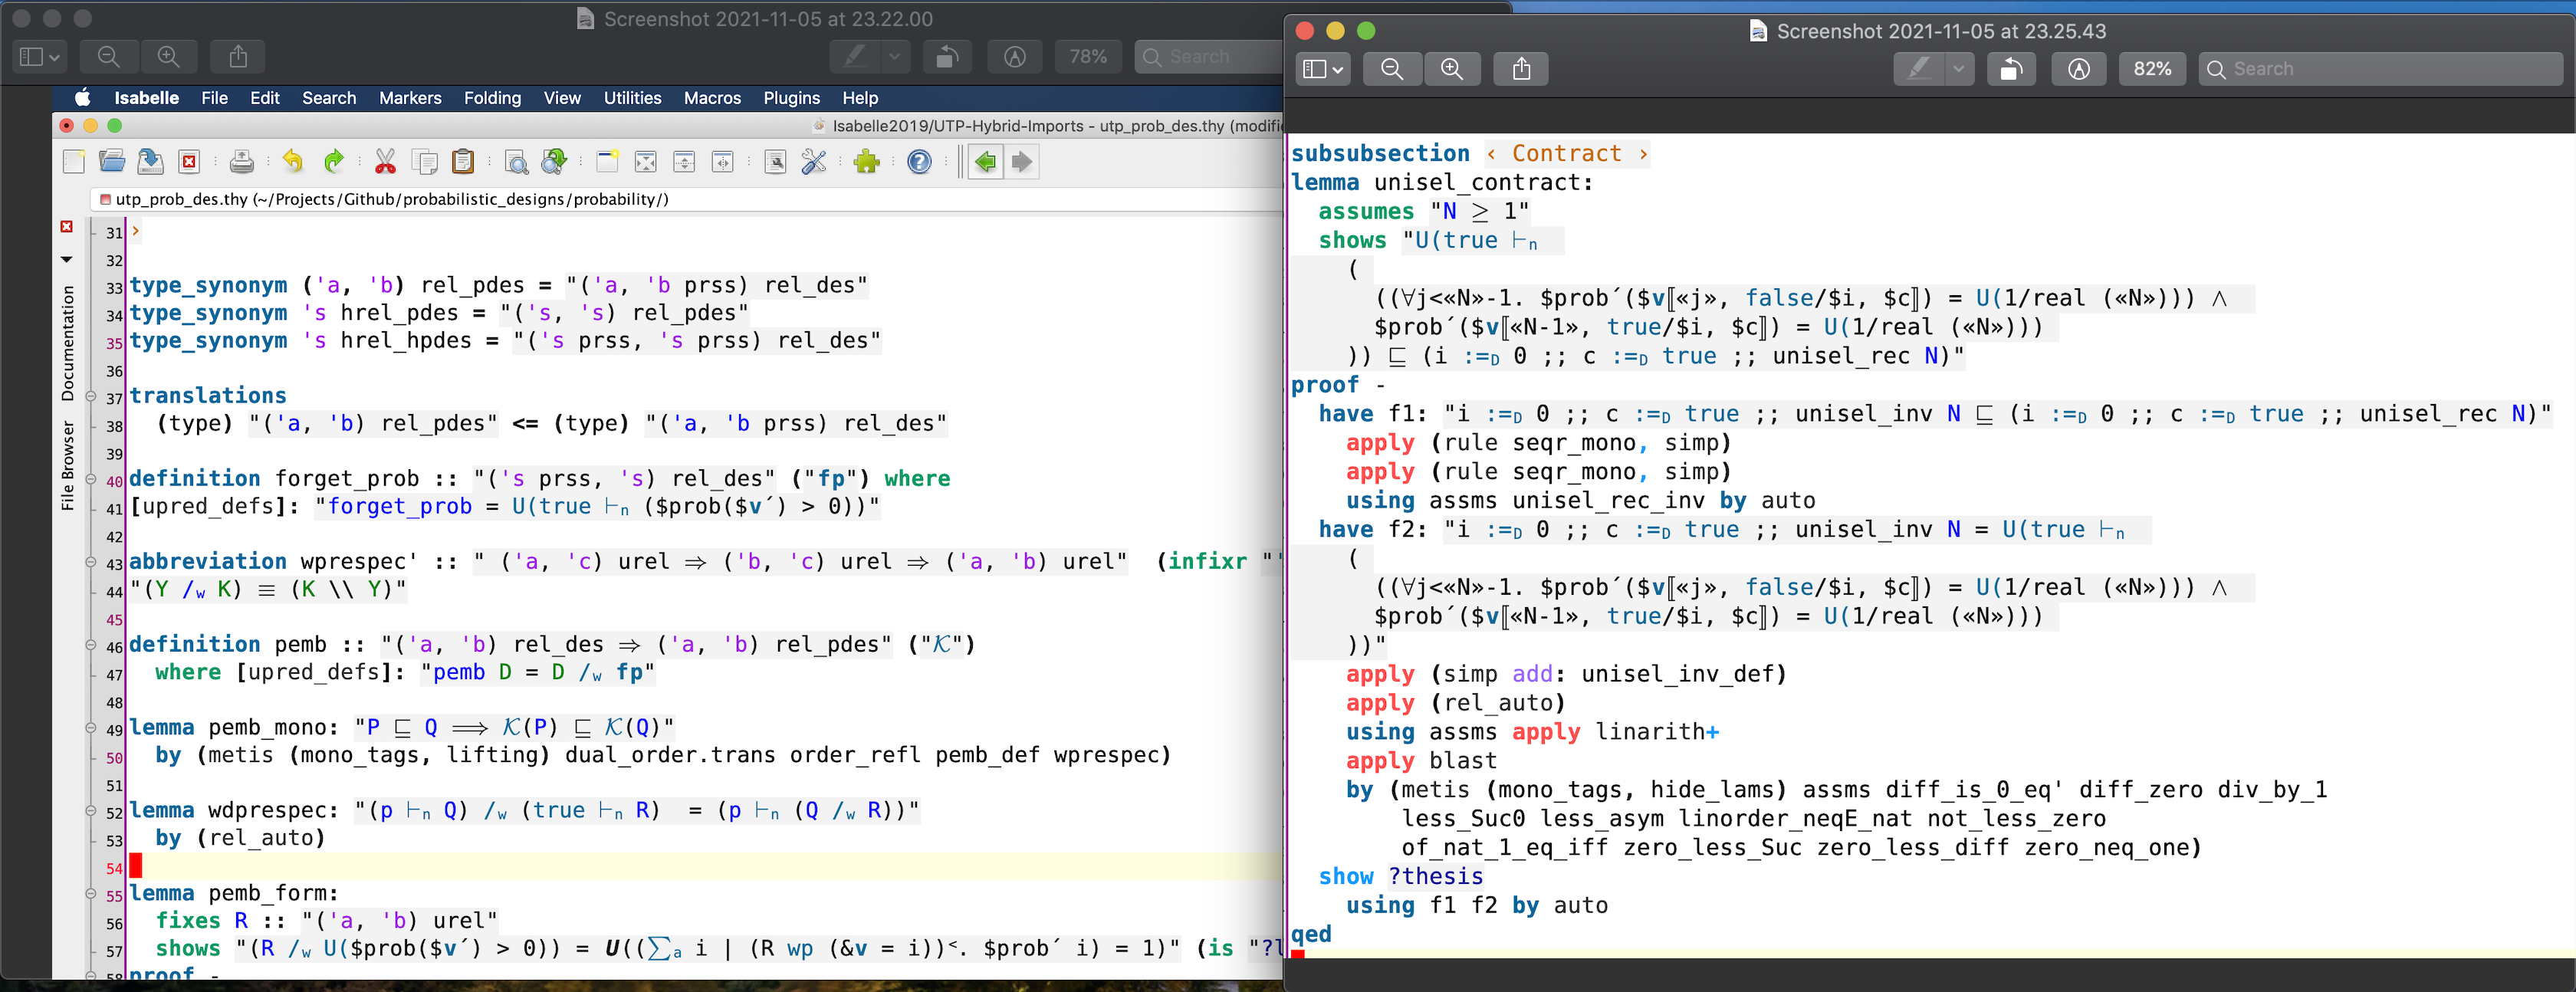 Screenshot 2021-11-05 at 23.22.00
78%
Search
Isabelle File Edit Search Markers Folding View Utilities Macros Plugins Help
Isabelle2019/UTP-Hybrid-Imports - utp_prob_des.thy (modifi
utp_prob_des.thy (~/Projects/Github/probabilistic_designs/probability/)
Documentation
File Browser
31 ›
32
33 type_synonym ('a, 'b) rel_pdes = "('a, 'b prss) rel_des"
34 type_synonym 's hrel_pdes = "('s, 's) rel_pdes"
35 type_synonym 's hrel_hpdes = "('s prss, 's prss) rel_des"
36
37 translations
38   (type) "('a, 'b) rel_pdes" <= (type) "('a, 'b prss) rel_des"
39
40 definition forget_prob :: "('s prss, 's) rel_des" ("fp") where
41 [upred_defs]: "forget_prob = U(true ⊢ₙ ($prob($v´) > 0))"
42
43 abbreviation wprespec' :: " ('a, 'c) urel ⇒ ('b, 'c) urel ⇒ ('a, 'b) urel"  (infixr "'
44 "(Y /w K) ≡ (K \\ Y)"
45
46 definition pemb :: "('a, 'b) rel_des ⇒ ('a, 'b) rel_pdes" ("𝒦")
47   where [upred_defs]: "pemb D = D /w fp"
48
49 lemma pemb_mono: "P ⊑ Q ⟹ 𝒦(P) ⊑ 𝒦(Q)"
50   by (metis (mono_tags, lifting) dual_order.trans order_refl pemb_def wprespec)
51
52 lemma wdprespec: "(p ⊢ₙ Q) /w (true ⊢ₙ R)  = (p ⊢ₙ (Q /w R))"
53   by (rel_auto)
54
55 lemma pemb_form:
56   fixes R :: "('a, 'b) urel"
57   shows "(R /w U($prob($v´) > 0)) = U((∑ₐ i | (R wp (&v = i))˂. $prob´ i) = 1)" (is "?l
58 proof -
Screenshot 2021-11-05 at 23.25.43
82%
Search
subsubsection ‹ Contract ›
lemma unisel_contract:
  assumes "N ≥ 1"
  shows "U(true ⊢ₙ
    (
      ((∀j<«N»-1. $prob´($v⟦«j», false/$i, $c⟧) = U(1/real («N»))) ∧
      $prob´($v⟦«N-1», true/$i, $c⟧) = U(1/real («N»)))
    )) ⊑ (i :=D 0 ;; c :=D true ;; unisel_rec N)"
proof -
  have f1: "i :=D 0 ;; c :=D true ;; unisel_inv N ⊑ (i :=D 0 ;; c :=D true ;; unisel_rec N)"
    apply (rule seqr_mono, simp)
    apply (rule seqr_mono, simp)
    using assms unisel_rec_inv by auto
  have f2: "i :=D 0 ;; c :=D true ;; unisel_inv N = U(true ⊢ₙ
    (
      ((∀j<«N»-1. $prob´($v⟦«j», false/$i, $c⟧) = U(1/real («N»))) ∧
      $prob´($v⟦«N-1», true/$i, $c⟧) = U(1/real («N»)))
    ))"
    apply (simp add: unisel_inv_def)
    apply (rel_auto)
    using assms apply linarith+
    apply blast
    by (metis (mono_tags, hide_lams) assms diff_is_0_eq' diff_zero div_by_1
        less_Suc0 less_asym linorder_neqE_nat not_less_zero
        of_nat_1_eq_iff zero_less_Suc zero_less_diff zero_neq_one)
  show ?thesis
    using f1 f2 by auto
qed